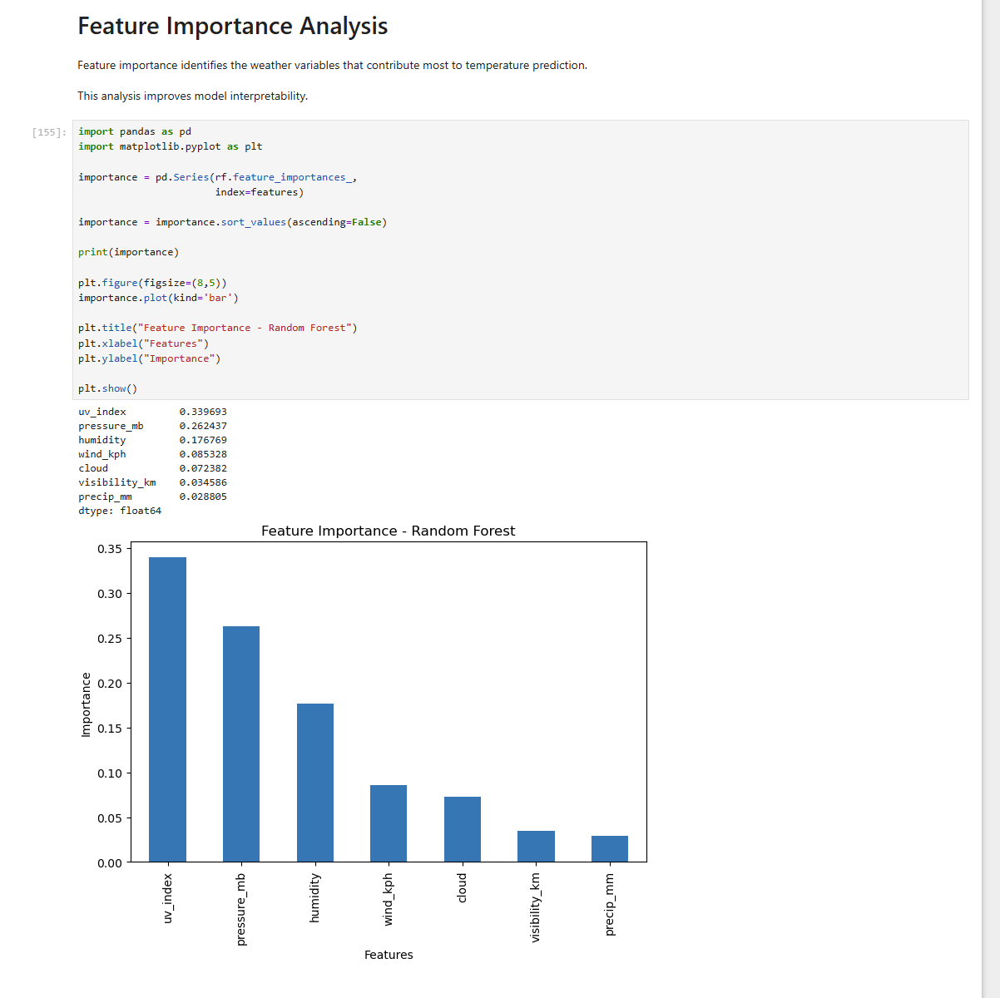 Feature Importance Analysis
Feature importance identifies the weather variables that contribute most to temperature prediction.
This analysis improves model interpretability.
[155]:
import pandas as pd
import matplotlib.pyplot as plt
importance = pd.Series(rf.feature_importances_,
                       index=features)
importance = importance.sort_values(ascending=False)
print(importance)
plt.figure(figsize=(8,5))
importance.plot(kind='bar')
plt.title("Feature Importance - Random Forest")
plt.xlabel("Features")
plt.ylabel("Importance")
plt.show()
uv_index         0.339693
pressure_mb      0.262437
humidity         0.176769
wind_kph         0.085328
cloud            0.072382
visibility_km    0.034586
precip_mm        0.028805
dtype: float64
Feature Importance - Random Forest
Importance
0.35
0.30
0.25
0.20
0.15
0.10
0.05
0.00
uv_index
pressure_mb
humidity
wind_kph
cloud
visibility_km
precip_mm
Features